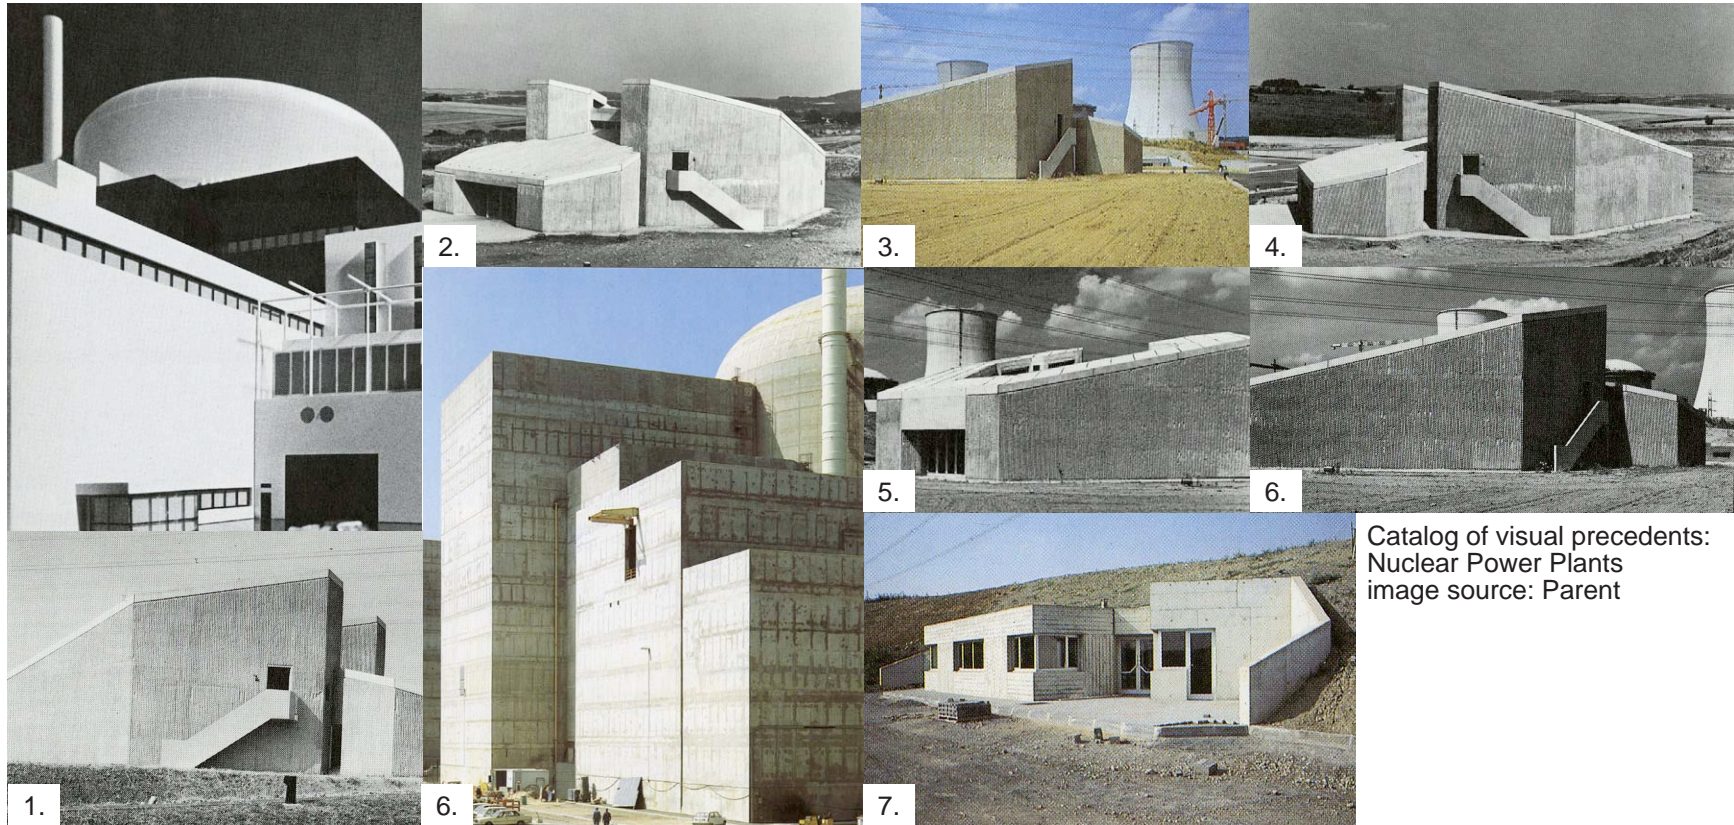 2.
3.
4.
5.
6.
1.
6.
7.
Catalog of visual precedents:
Nuclear Power Plants
image source: Parent